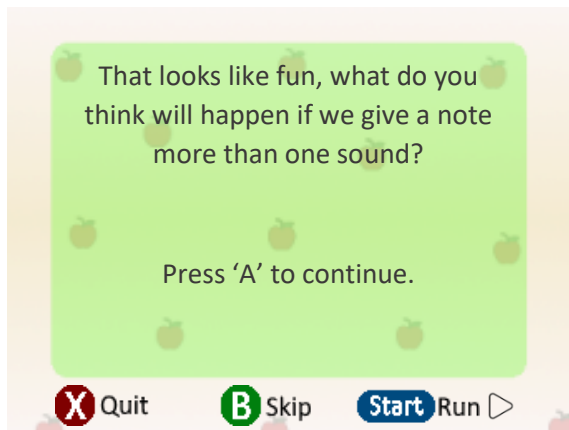 That looks like fun, what do you
think will happen if we give a note
more than one sound?
Press ‘A’ to continue.
X Quit B Skip Start Run